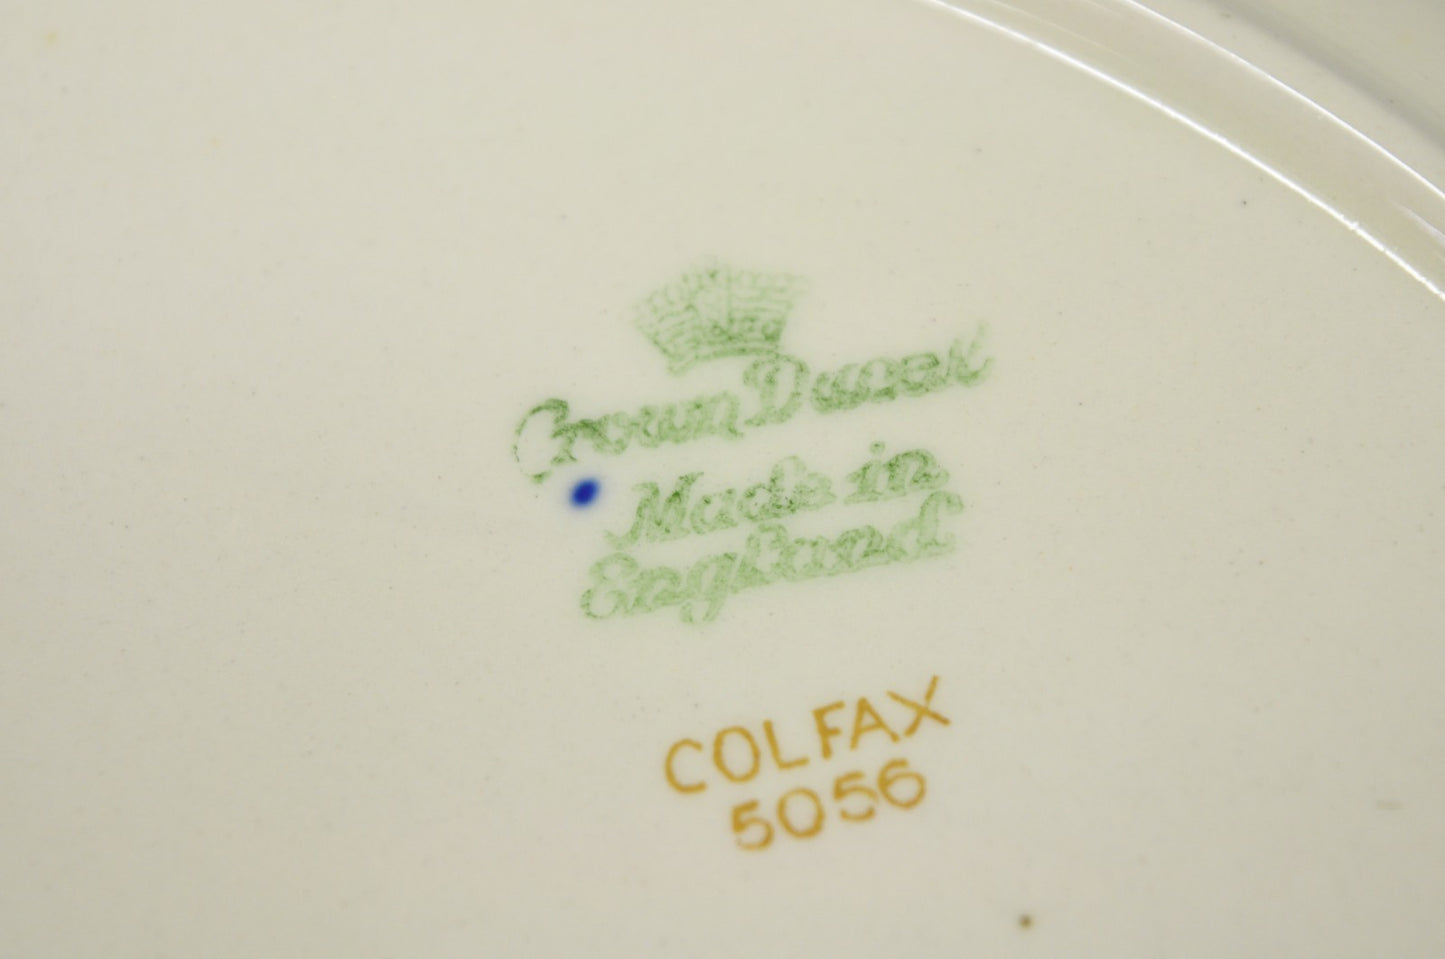 Crown Ducal
Made in
England
COLFAX
5056